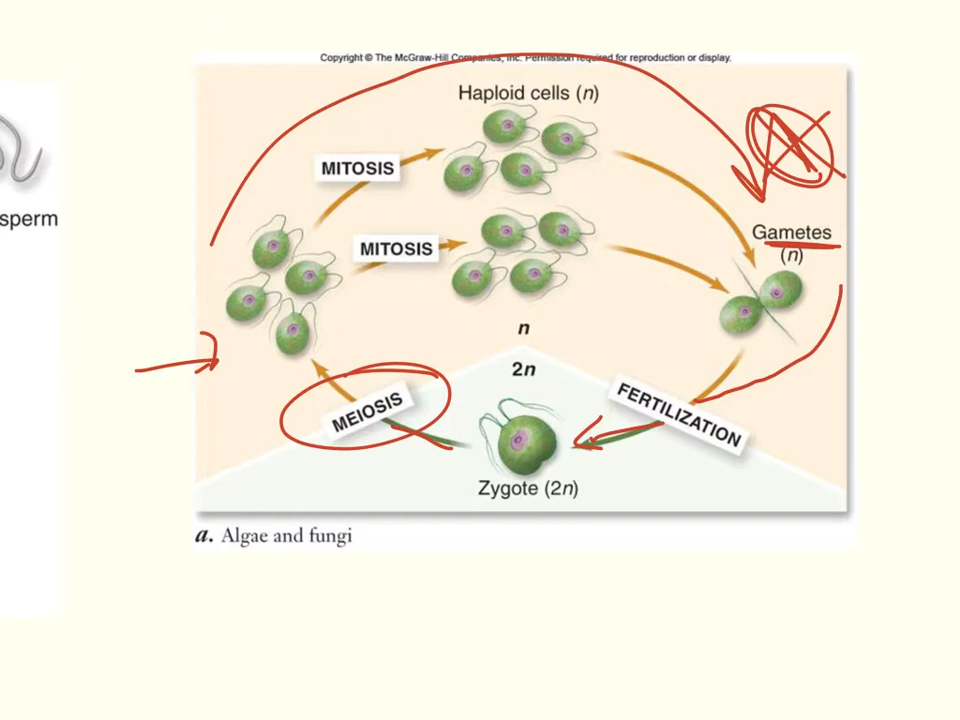 Copyright © The McGraw-Hill Companies, Inc. Permission required for reproduction or display.
Haploid cells (n)
MITOSIS
sperm
Gametes
(n)
MITOSIS
n
2n
MEIOSIS
FERTILIZATION
Zygote (2n)
a. Algae and fungi